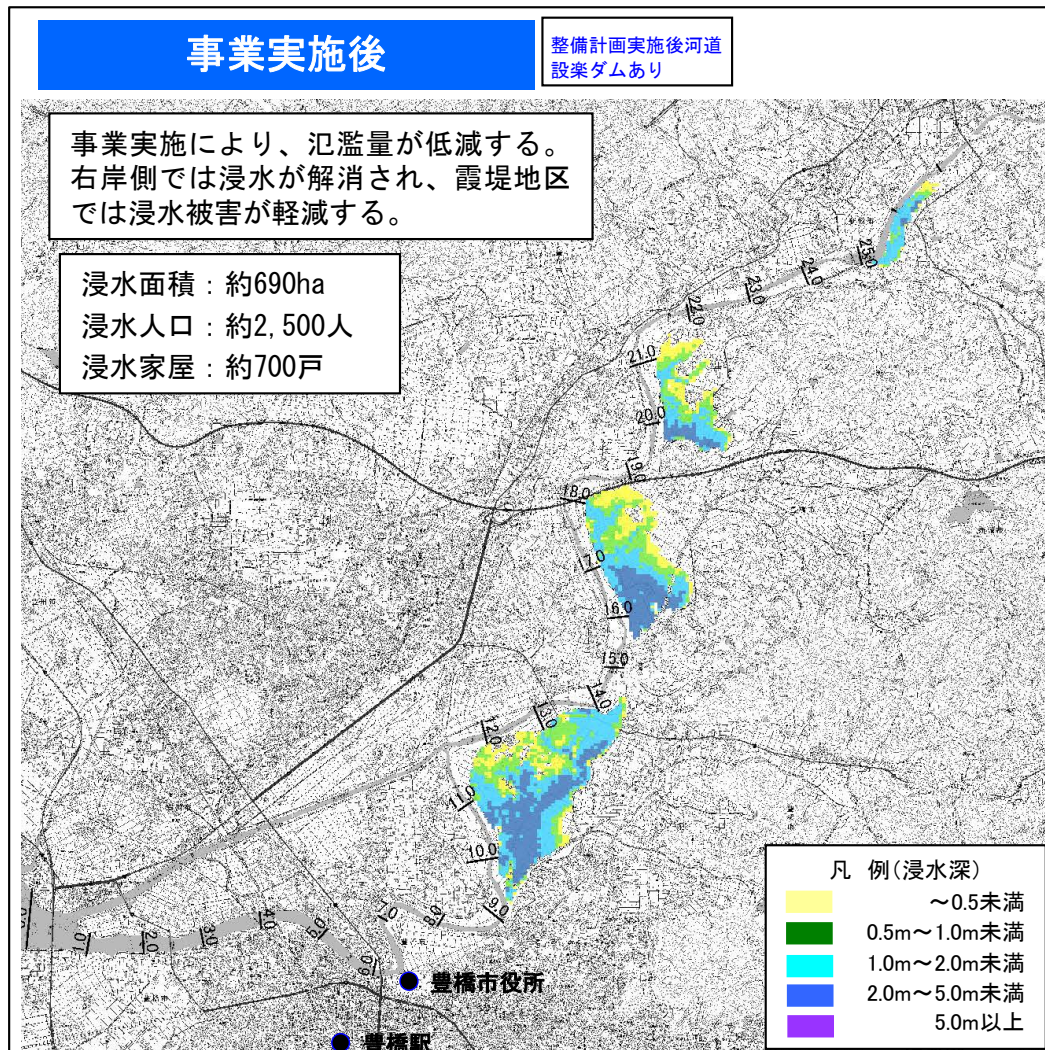 事業実施後
整備計画実施後河道
設楽ダムあり
事業実施により、氾濫量が低減する。
右岸側では浸水が解消され、霞堤地区
では浸水被害が軽減する。
浸水面積：約690ha
浸水人口：約2,500人
浸水家屋：約700戸
24.0
23.0
22.0
21.0
20.0
19.0
18.0
17.0
16.0
15.0
14.0
13.0
12.0
11.0
10.0
9.0
8.0
7.0
6.0
5.0
4.0
3.0
2.0
1.0
豊橋市役所
豊橋駅
凡 例(浸水深)
～0.5未満
0.5m～1.0m未満
1.0m～2.0m未満
2.0m～5.0m未満
5.0m以上